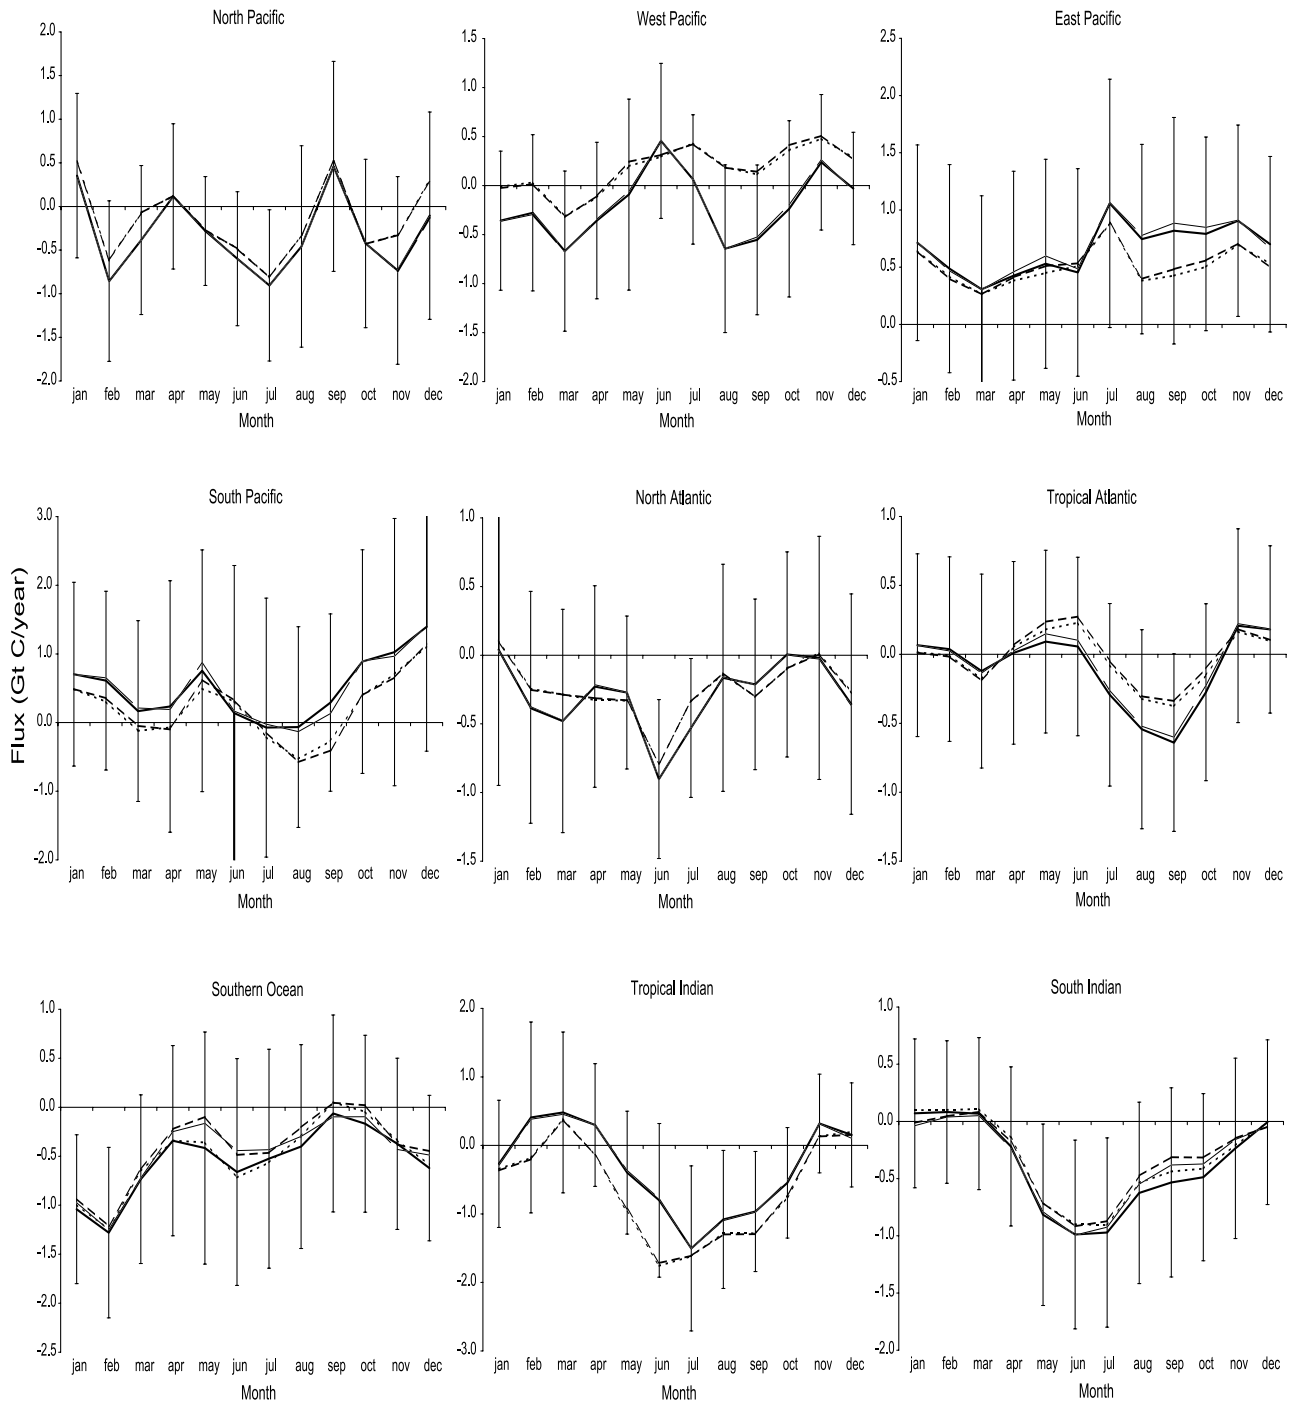 North Pacific
2.0
1.5
1.0
0.5
0.0
−0.5
−1.0
−1.5
−2.0
jan feb mar apr may jun jul aug sep oct nov dec
Month
West Pacific
1.5
1.0
0.5
0.0
−0.5
−1.0
−1.5
−2.0
jan feb mar apr may jun jul aug sep oct nov dec
Month
East Pacific
2.5
2.0
1.5
1.0
0.5
0.0
−0.5
jan feb mar apr may jun jul aug sep oct nov dec
Month
Flux (Gt C/year)
South Pacific
3.0
2.0
1.0
0.0
−1.0
−2.0
jan feb mar apr may jun jul aug sep oct nov dec
Month
North Atlantic
1.0
0.5
0.0
−0.5
−1.0
−1.5
jan feb mar apr may jun jul aug sep oct nov dec
Month
Tropical Atlantic
1.0
0.5
0.0
−0.5
−1.0
−1.5
jan feb mar apr may jun jul aug sep oct nov dec
Month
Southern Ocean
1.0
0.5
0.0
−0.5
−1.0
−1.5
−2.0
−2.5
jan feb mar apr may jun jul aug sep oct nov dec
Month
Tropical Indian
2.0
1.0
0.0
−1.0
−2.0
−3.0
jan feb mar apr may jun jul aug sep oct nov dec
Month
South Indian
1.0
0.5
0.0
−0.5
−1.0
−1.5
−2.0
jan feb mar apr may jun jul aug sep oct nov dec
Month